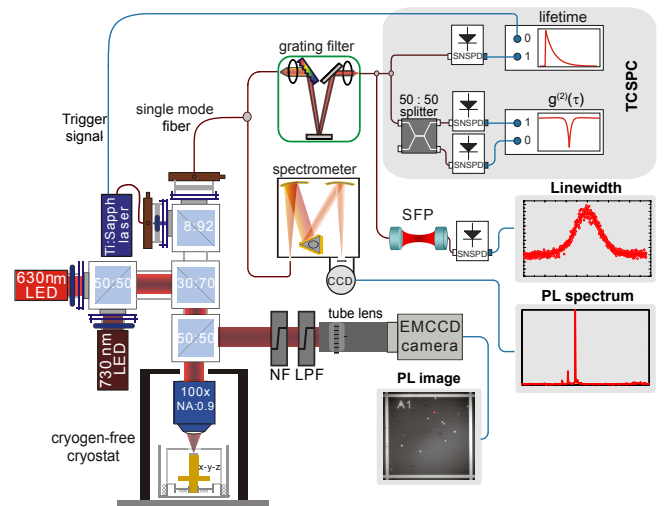 lifetime
grating filter
0
SNSPD
1
TCSPC
50 : 50
splitter
g(2)(τ)
single mode
fiber
Trigger
signal
SNSPD
1
0
SNSPD
spectrometer
Linewidth
Ti:Sapph
laser
8:92
SFP
SNSPD
630nm
LED
50:50
30:70
CCD
PL spectrum
tube lens
50:50
EMCCD
camera
730 nm
LED
NF
LPF
PL image
100x
NA:0.9
A1
cryogen-free
cryostat
x-y-z